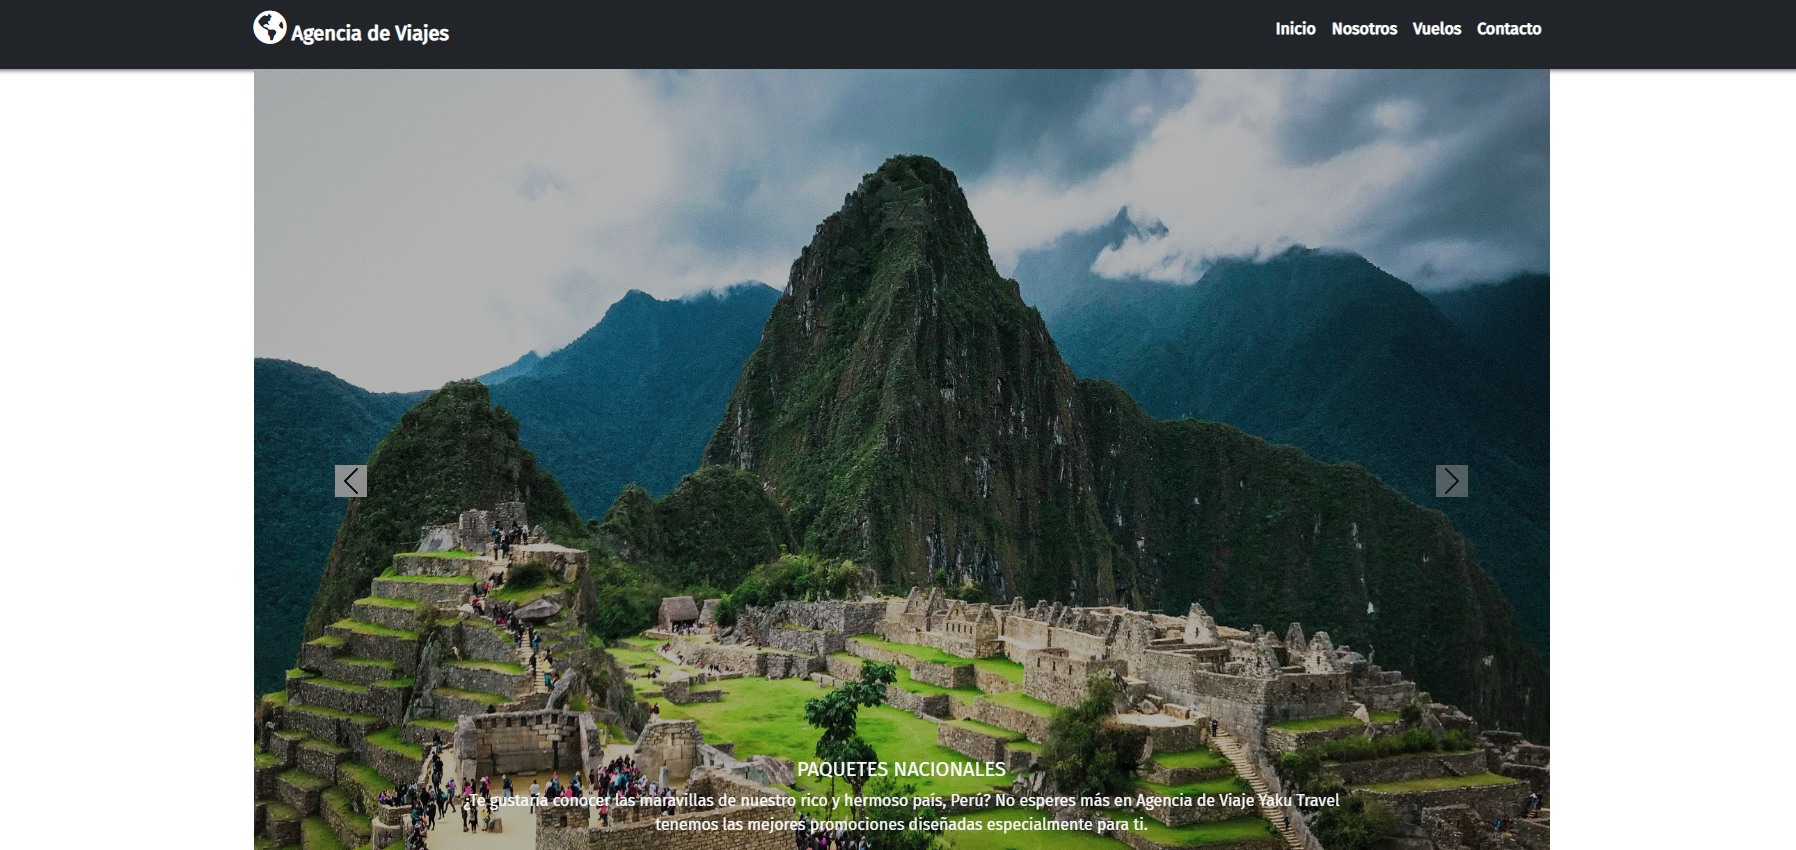 Agencia de Viajes
Inicio Nosotros Vuelos Contacto
PAQUETES NACIONALES
¿Te gustaría conocer las maravillas de nuestro rico y hermoso país, Perú? No esperes más en Agencia de Viaje Yaku Travel
tenemos las mejores promociones diseñadas especialmente para ti.